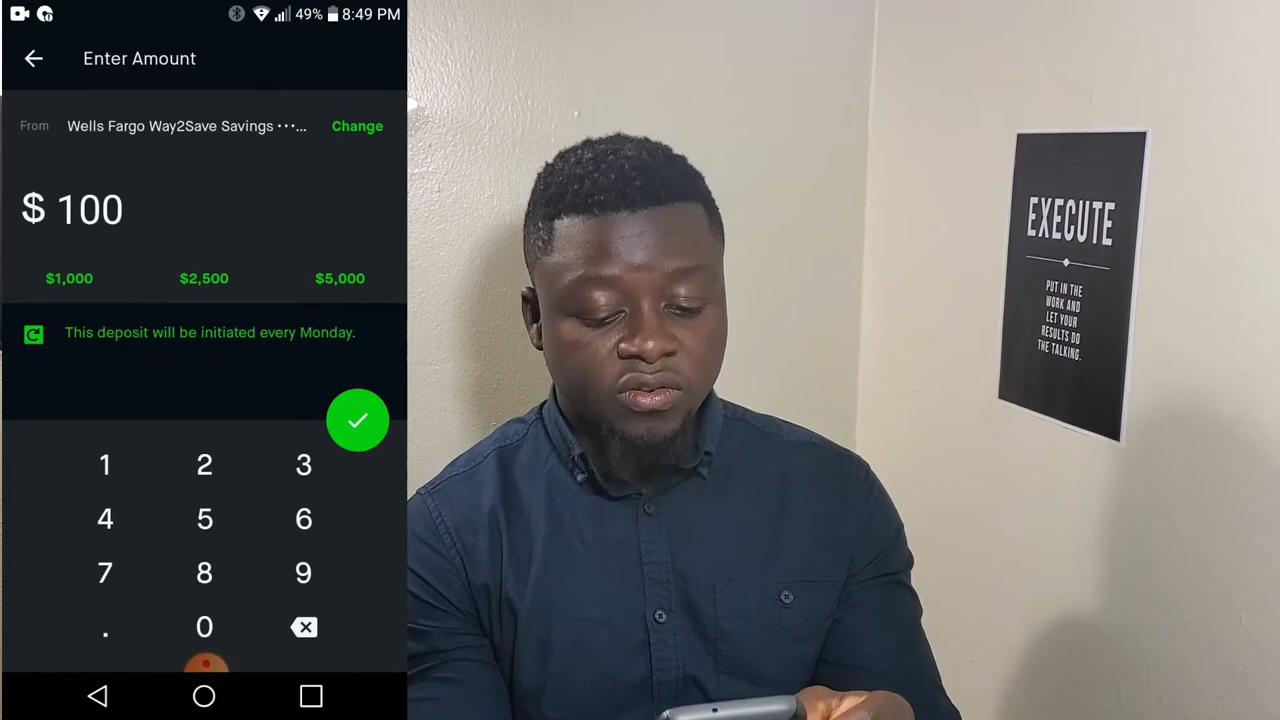 49% 8:49 PM
Enter Amount
From Wells Fargo Way2Save Savings ···... Change
$ 100
$1,000 $2,500 $5,000
This deposit will be initiated every Monday.
1 2 3
4 5 6
7 8 9
. 0
EXECUTE
PUT IN THE
WORK AND
LET YOUR
RESULTS DO
THE TALKING.